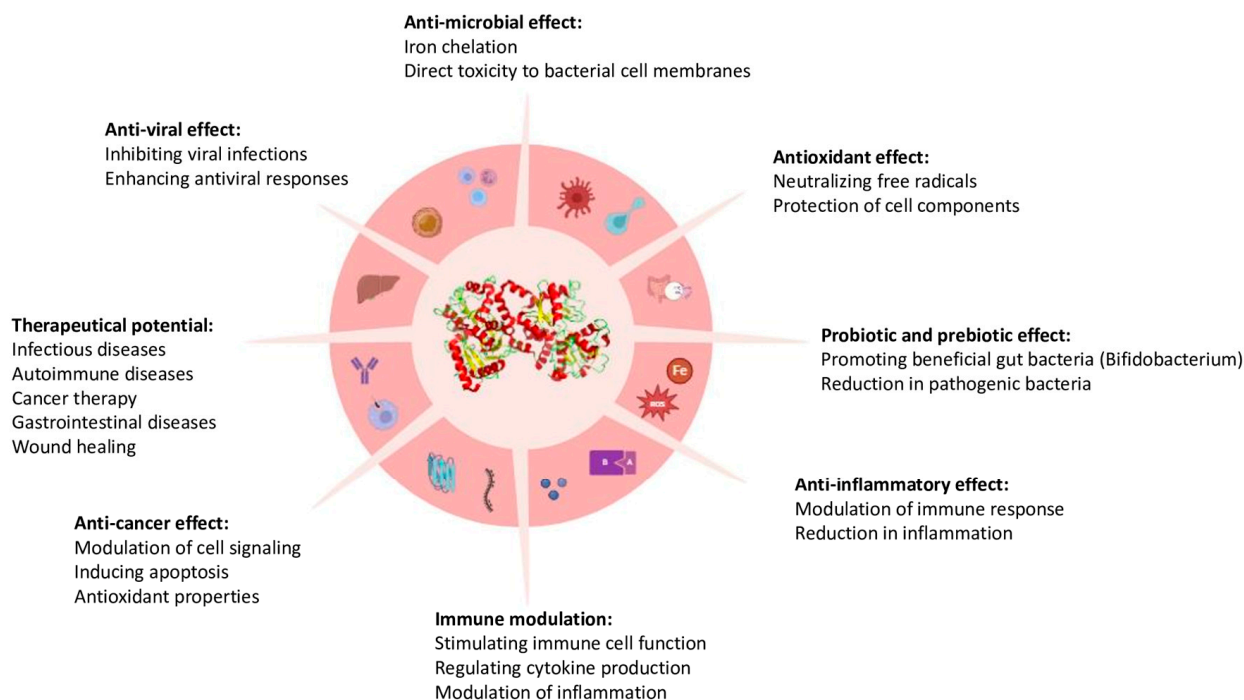 Anti-microbial effect:
Iron chelation
Direct toxicity to bacterial cell membranes
Anti-viral effect:
Inhibiting viral infections
Enhancing antiviral responses
Antioxidant effect:
Neutralizing free radicals
Protection of cell components
Therapeutical potential:
Infectious diseases
Autoimmune diseases
Cancer therapy
Gastrointestinal diseases
Wound healing
Probiotic and prebiotic effect:
Promoting beneficial gut bacteria (Bifidobacterium)
Reduction in pathogenic bacteria
Fe
B A
Anti-inflammatory effect:
Modulation of immune response
Reduction in inflammation
Anti-cancer effect:
Modulation of cell signaling
Inducing apoptosis
Antioxidant properties
Immune modulation:
Stimulating immune cell function
Regulating cytokine production
Modulation of inflammation